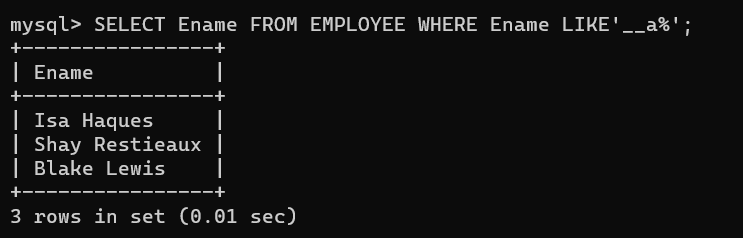 mysql> SELECT Ename FROM EMPLOYEE WHERE Ename LIKE'__a%';
+----------------+
| Ename          |
+----------------+
| Isa Haques     |
| Shay Restieaux |
| Blake Lewis    |
+----------------+
3 rows in set (0.01 sec)